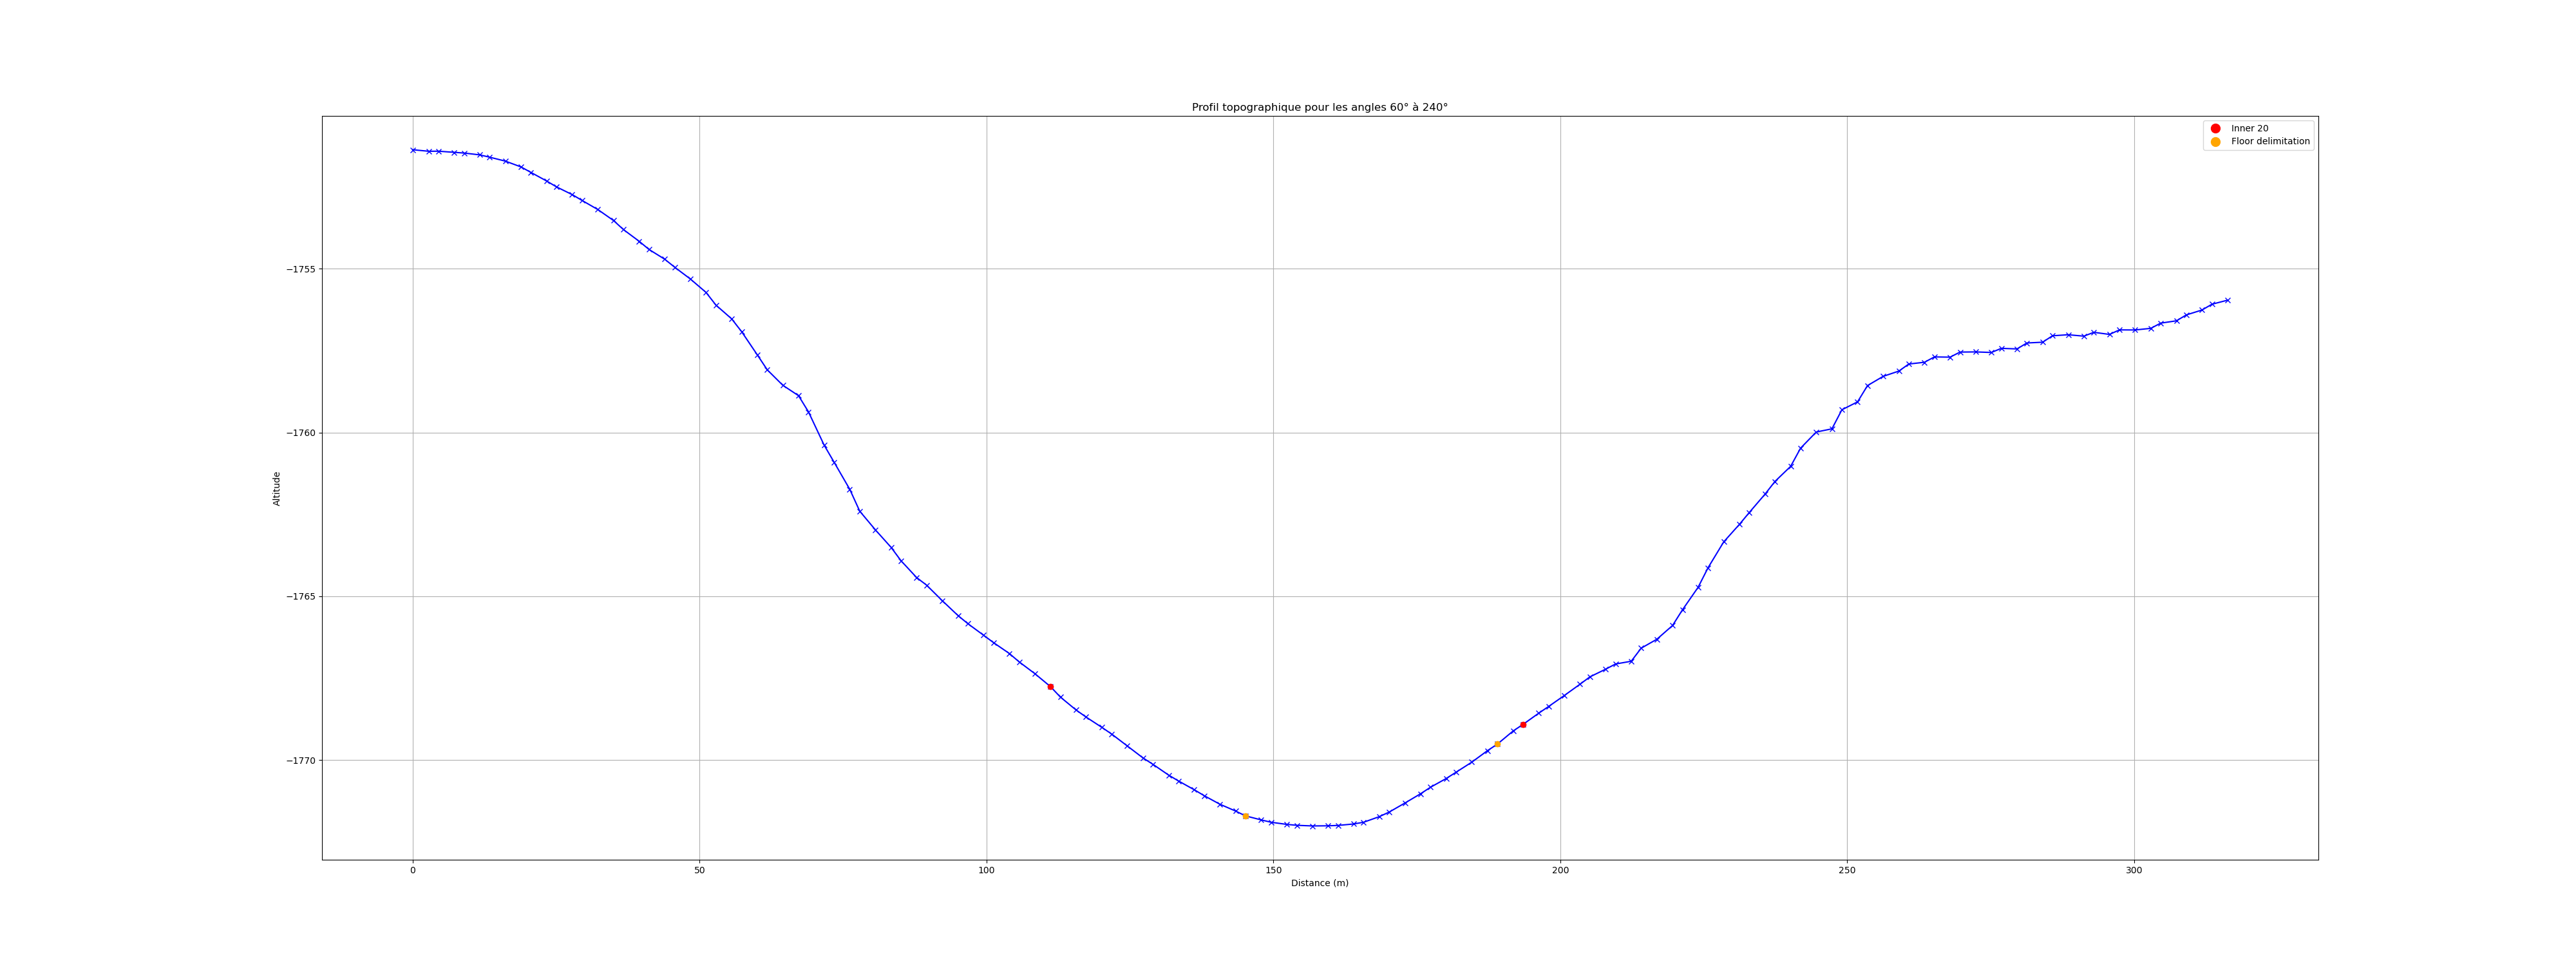 Profil topographique pour les angles 60° à 240°
Inner 20
Floor delimitation
Altitude
−1755
−1760
−1765
−1770
0 50 100 150 200 250 300
Distance (m)